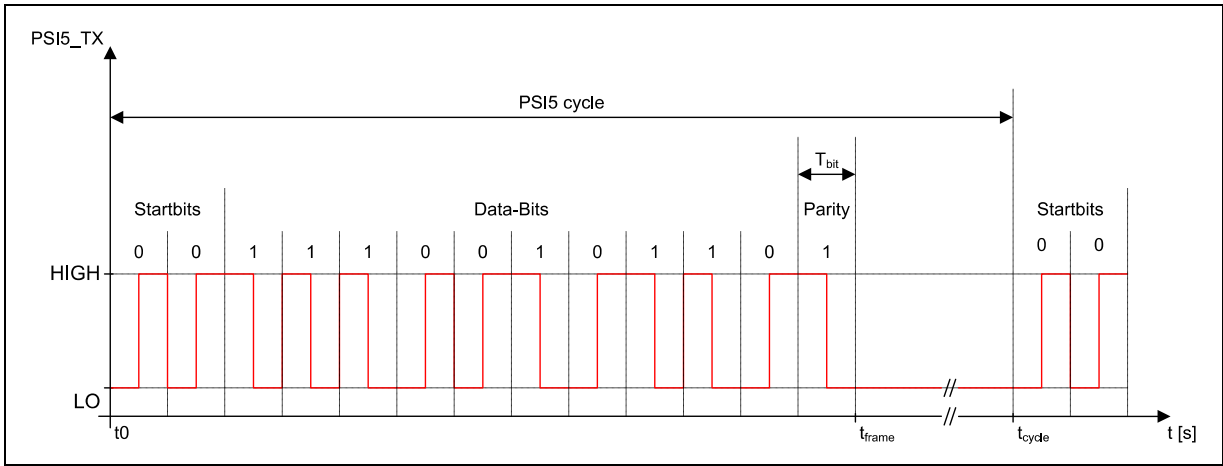 PSI5_TX
PSI5 cycle
T_bit
Startbits Data-Bits Parity Startbits
0 0 1 1 1 0 0 1 0 1 1 0 1 0 0
HIGH
LO
t0 t_frame t_cycle t [s]